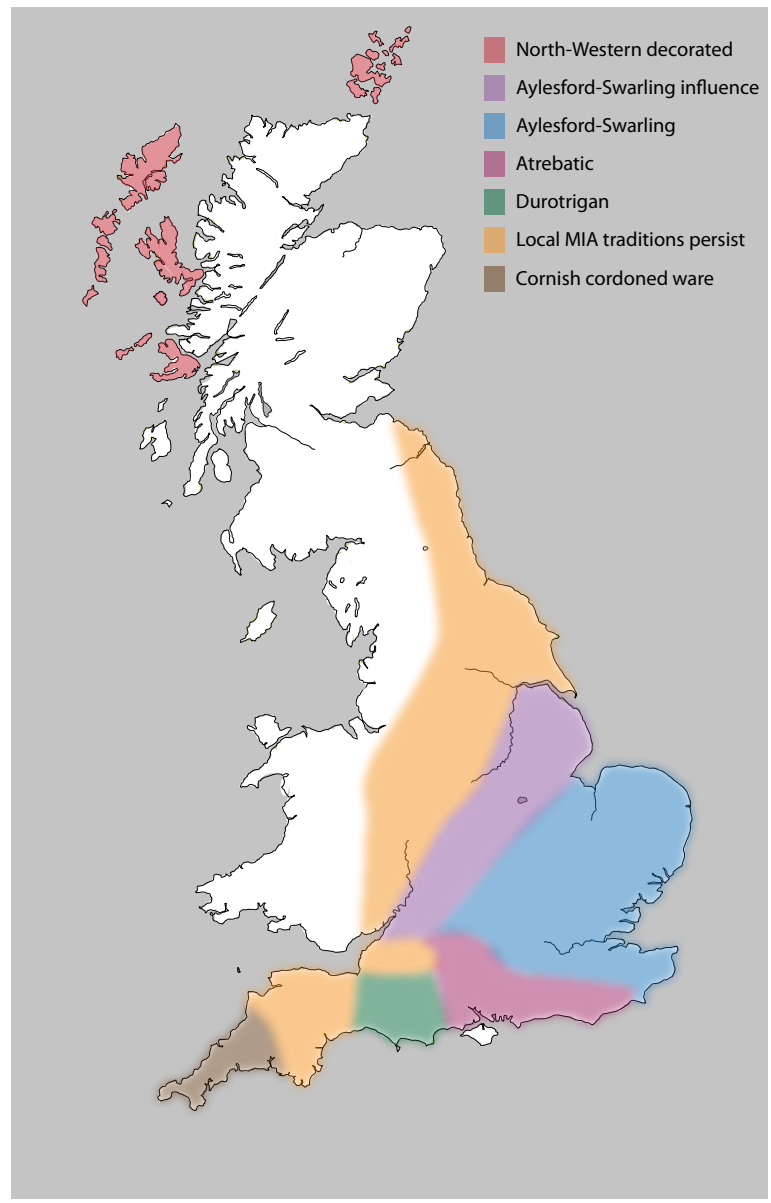 North-Western decorated
Aylesford-Swarling influence
Aylesford-Swarling
Atrebatic
Durotrigan
Local MIA traditions persist
Cornish cordoned ware